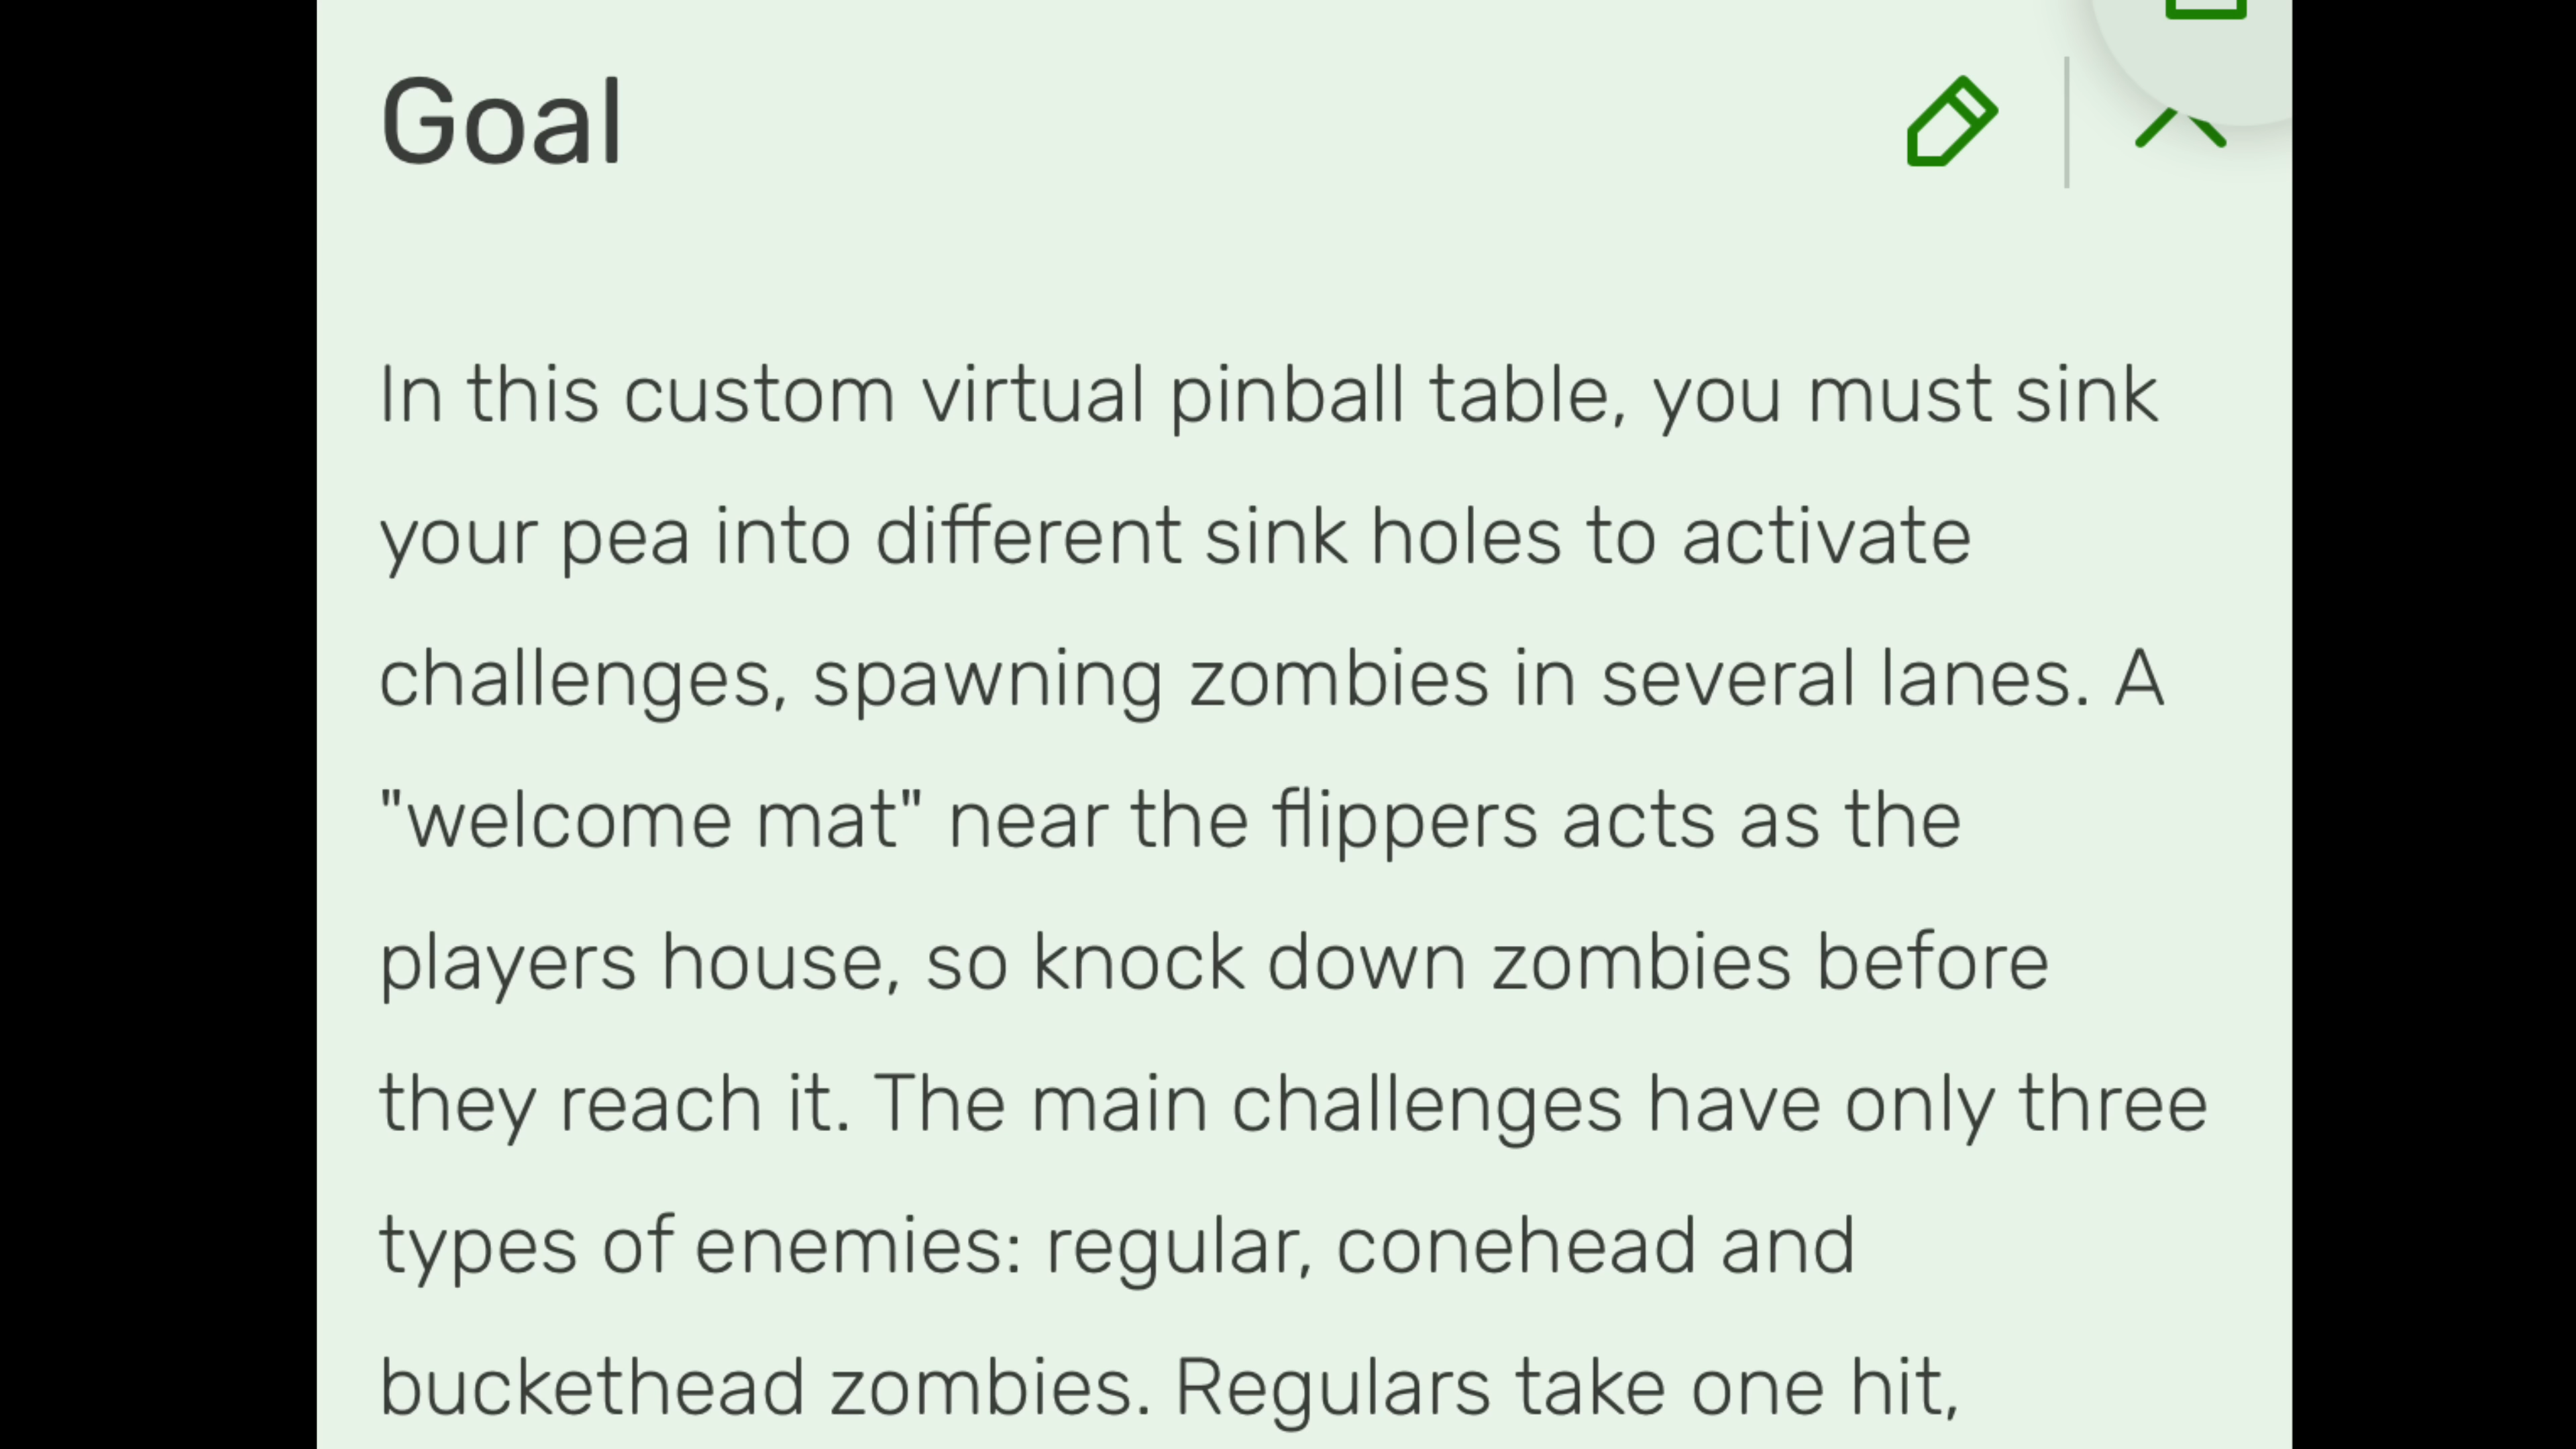 Goal
In this custom virtual pinball table, you must sink
your pea into different sink holes to activate
challenges, spawning zombies in several lanes. A
"welcome mat" near the flippers acts as the
players house, so knock down zombies before
they reach it. The main challenges have only three
types of enemies: regular, conehead and
buckethead zombies. Regulars take one hit,